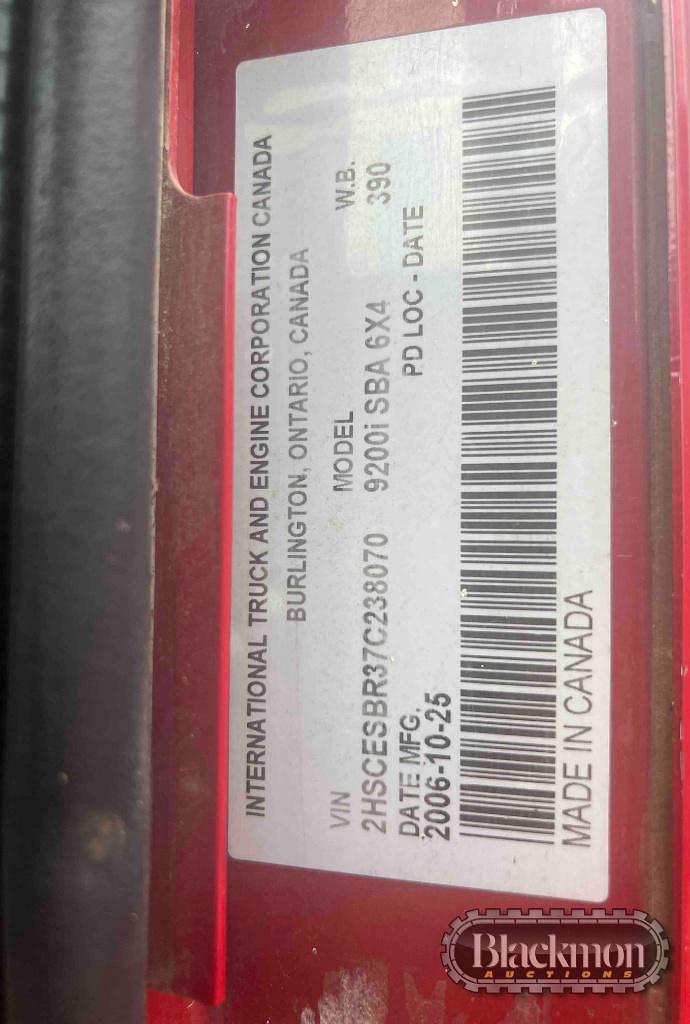 INTERNATIONAL TRUCK AND ENGINE CORPORATION CANADA
BURLINGTON, ONTARIO, CANADA
VIN MODEL W.B.
2HSCESBR37C238070 9200i SBA 6X4 390
DATE MFG. PD LOC - DATE
2006-10-25
MADE IN CANADA
Blackmon
AUCTIONS